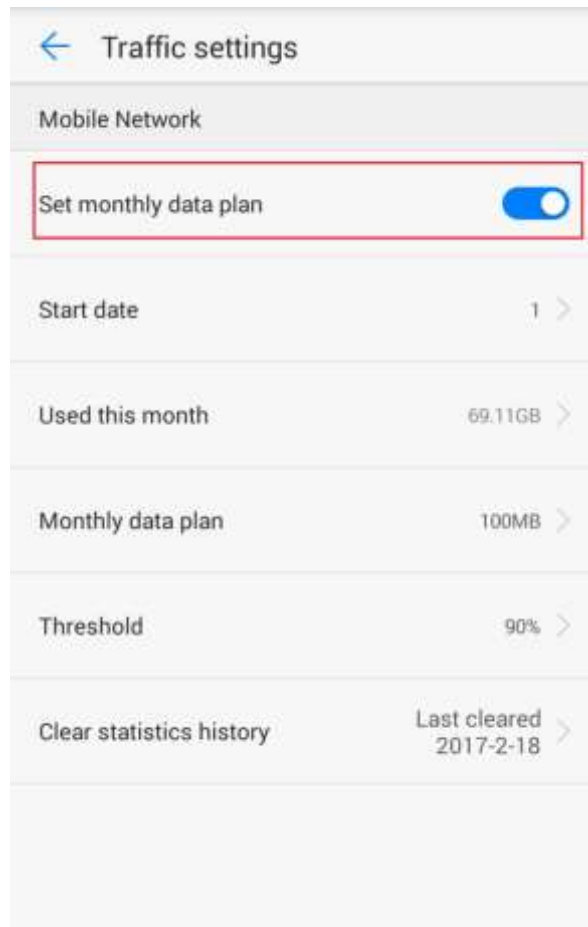 Traffic settings
Mobile Network
Set monthly data plan
Start date 1
Used this month 69.11GB
Monthly data plan 100MB
Threshold 90%
Clear statistics history Last cleared
2017-2-18